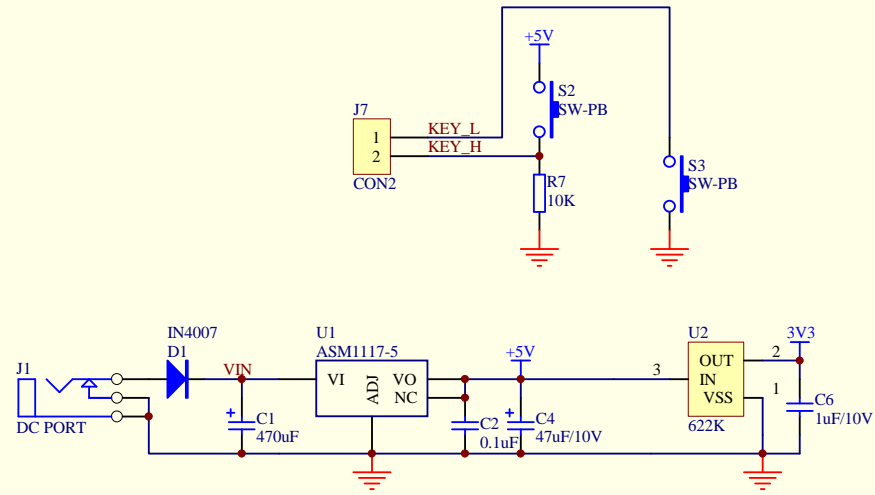 +5V
S2
SW-PB
J7
1
KEY_L
2
KEY_H
CON2
R7
10K
S3
SW-PB
IN4007
D1
J1
DC PORT
VIN
U1
ASM1117-5
VI
ADJ
VO
NC
+
C1
470uF
C2
0.1uF
+5V
+
C4
47uF/10V
3
U2
OUT
IN
VSS
622K
2
1
3V3
C6
1uF/10V